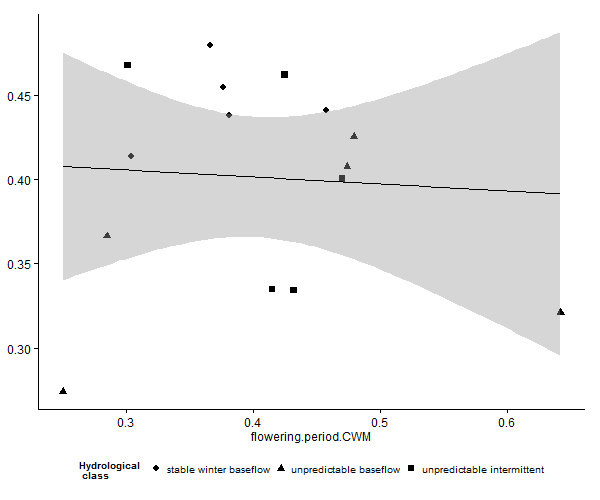 0.45
0.40
0.35
0.30
0.3 0.4 0.5 0.6
flowering.period.CWM
Hydrological
class
stable winter baseflow unpredictable baseflow unpredictable intermittent